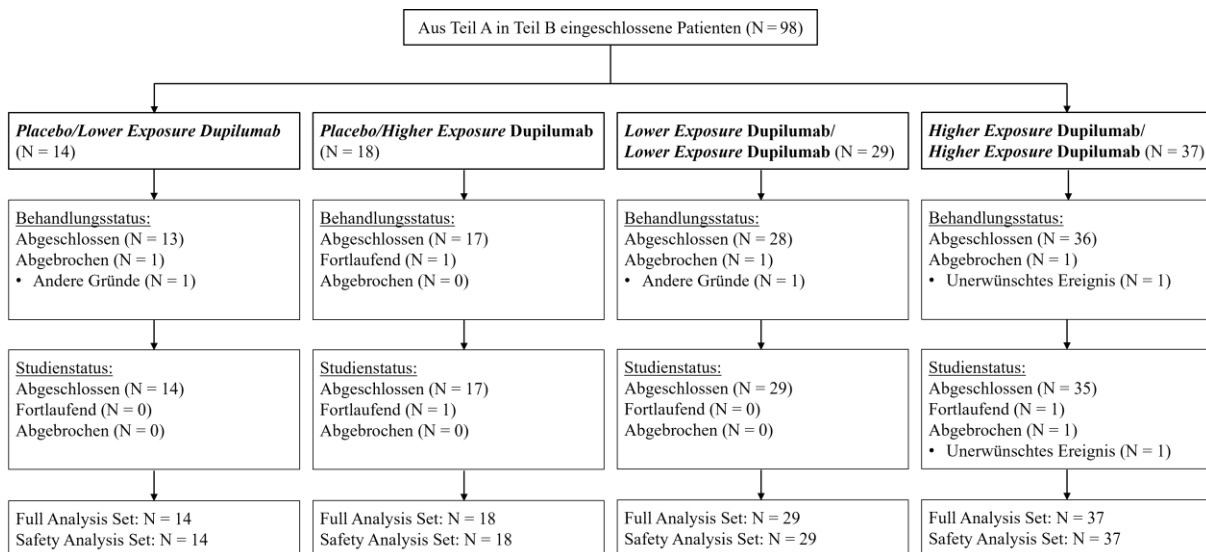 Aus Teil A in Teil B eingeschlossene Patienten (N = 98)
Placebo/Lower Exposure Dupilumab
(N = 14)
Placebo/Higher Exposure Dupilumab
(N = 18)
Lower Exposure Dupilumab/
Lower Exposure Dupilumab (N = 29)
Higher Exposure Dupilumab/
Higher Exposure Dupilumab (N = 37)
Behandlungsstatus:
Abgeschlossen (N = 13)
Abgebrochen (N = 1)
• Andere Gründe (N = 1)
Behandlungsstatus:
Abgeschlossen (N = 17)
Fortlaufend (N = 1)
Abgebrochen (N = 0)
Behandlungsstatus:
Abgeschlossen (N = 28)
Abgebrochen (N = 1)
• Andere Gründe (N = 1)
Behandlungsstatus:
Abgeschlossen (N = 36)
Abgebrochen (N = 1)
• Unerwünschtes Ereignis (N = 1)
Studienstatus:
Abgeschlossen (N = 14)
Fortlaufend (N = 0)
Abgebrochen (N = 0)
Studienstatus:
Abgeschlossen (N = 17)
Fortlaufend (N = 1)
Abgebrochen (N = 0)
Studienstatus:
Abgeschlossen (N = 29)
Fortlaufend (N = 0)
Abgebrochen (N = 0)
Studienstatus:
Abgeschlossen (N = 35)
Fortlaufend (N = 1)
Abgebrochen (N = 1)
• Unerwünschtes Ereignis (N = 1)
Full Analysis Set: N = 14
Safety Analysis Set: N = 14
Full Analysis Set: N = 18
Safety Analysis Set: N = 18
Full Analysis Set: N = 29
Safety Analysis Set: N = 29
Full Analysis Set: N = 37
Safety Analysis Set: N = 37